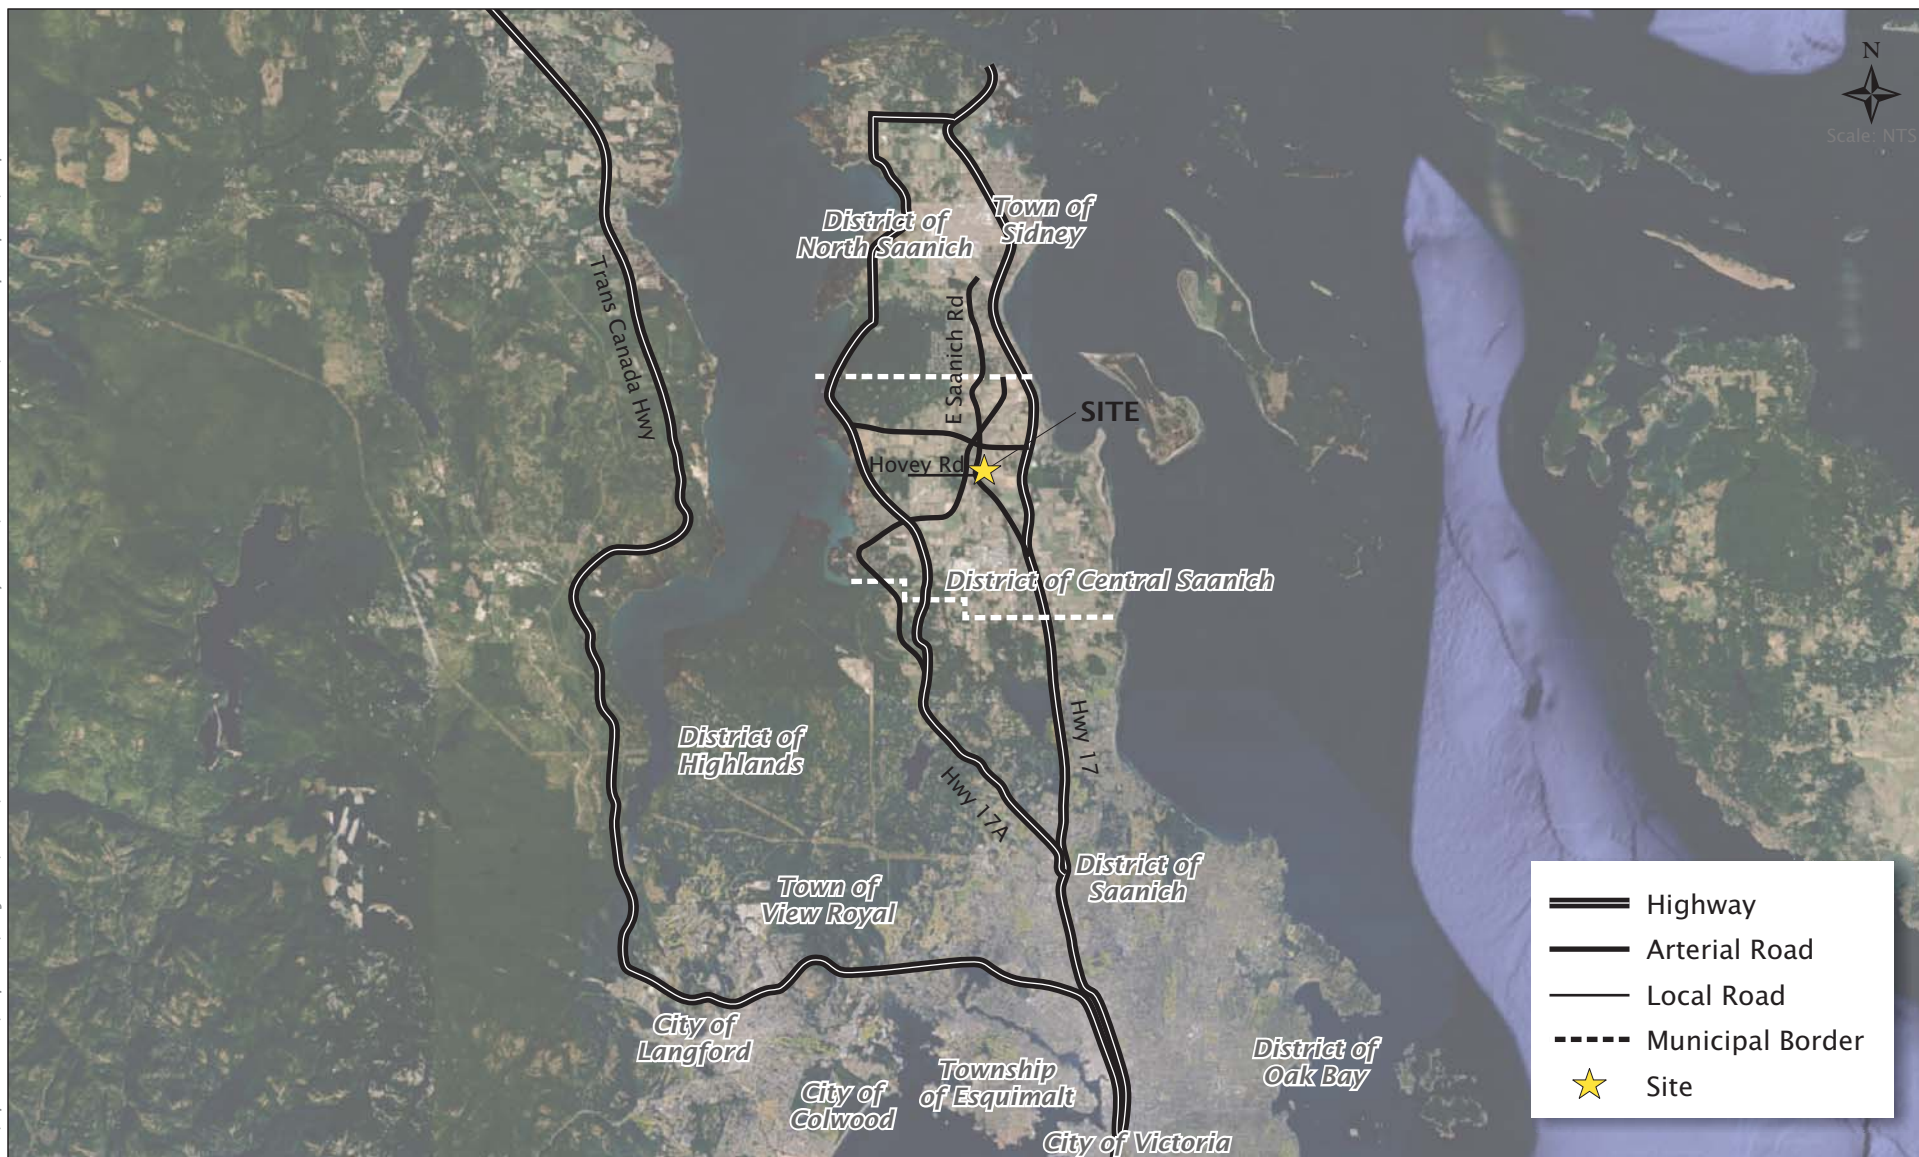 N
Scale: NTS
Town of
Sidney
District of
North Saanich
Trans Canada Hwy
E Saanich Rd
SITE
Hovey Rd
District of Central Saanich
Hwy 17
District of
Highlands
Hwy 17A
District of
Saanich
Town of
View Royal
City of
Langford
District of
Oak Bay
Township
of Esquimalt
City of
Colwood
City of Victoria
Highway
Arterial Road
Local Road
Municipal Border
Site